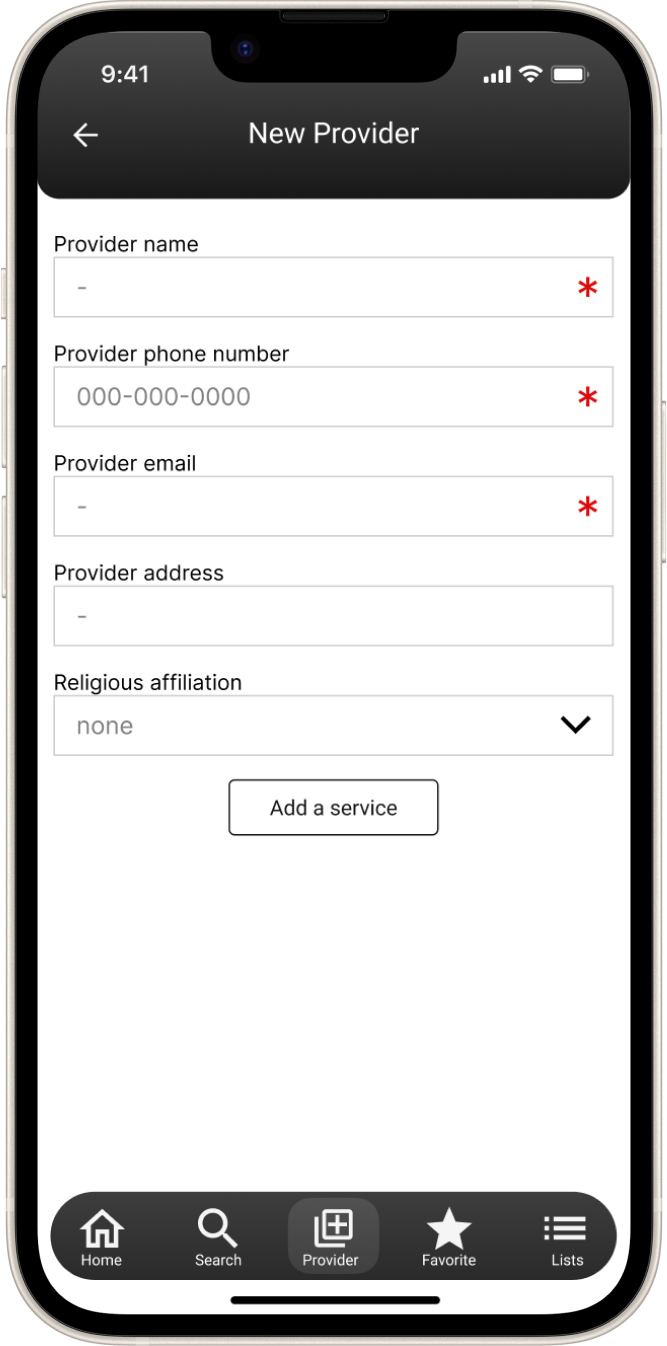 9:41
New Provider
Provider name
-
*
Provider phone number
000-000-0000
*
Provider email
-
*
Provider address
-
Religious affiliation
none
Add a service
Home Search Provider Favorite Lists